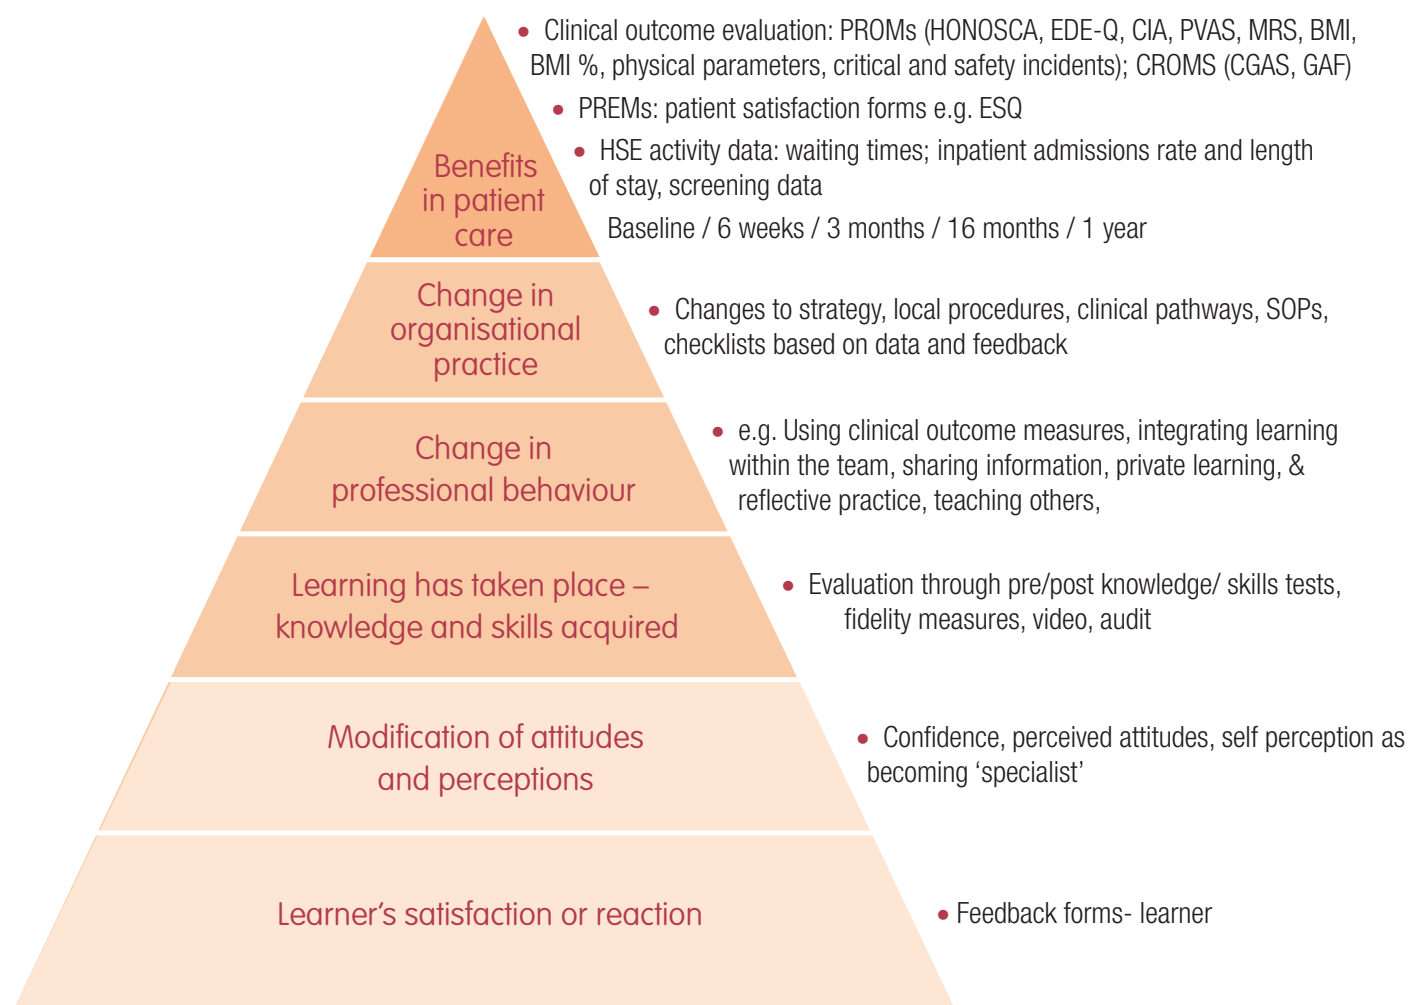 • Clinical outcome evaluation: PROMs (HONOSCA, EDE-Q, CIA, PVAS, MRS, BMI,
BMI %, physical parameters, critical and safety incidents); CROMS (CGAS, GAF)
• PREMs: patient satisfaction forms e.g. ESQ
• HSE activity data: waiting times; inpatient admissions rate and length
of stay, screening data
Baseline / 6 weeks / 3 months / 16 months / 1 year
Benefits
in patient
care
Change in
organisational
practice
• Changes to strategy, local procedures, clinical pathways, SOPs,
checklists based on data and feedback
Change in
professional behaviour
• e.g. Using clinical outcome measures, integrating learning
within the team, sharing information, private learning, &
reflective practice, teaching others,
Learning has taken place –
knowledge and skills acquired
• Evaluation through pre/post knowledge/ skills tests,
fidelity measures, video, audit
Modification of attitudes
and perceptions
• Confidence, perceived attitudes, self perception as
becoming ‘specialist’
Learner’s satisfaction or reaction
• Feedback forms- learner